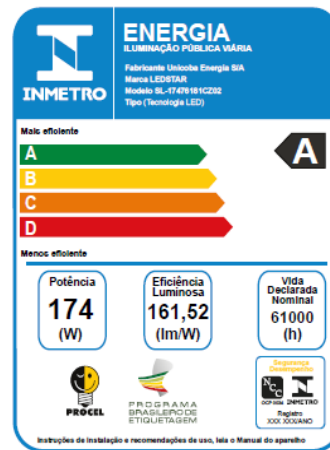 ENERGIA
ILUMINAÇÃO PÚBLICA VIÁRIA
Fabricante Unicoba Energia S/A
Marca LEDSTAR
Modelo SL-17476161CZ02
Tipo (Tecnologia LED)
INMETRO
Mais eficiente
A
A
B
C
D
Menos eficiente
Potência
174
(W)
Eficiência
Luminosa
161,52
(lm/W)
Vida
Declarada
Nominal
61000
(h)
PROCEL
PROGRAMA
BRASILEIRO DE
ETIQUETAGEM
Segurança
Desempenho
NCC
INMETRO
Registro
XXX XXX/ANO
Instruções de instalação e recomendações de uso, leia o Manual do aparelho